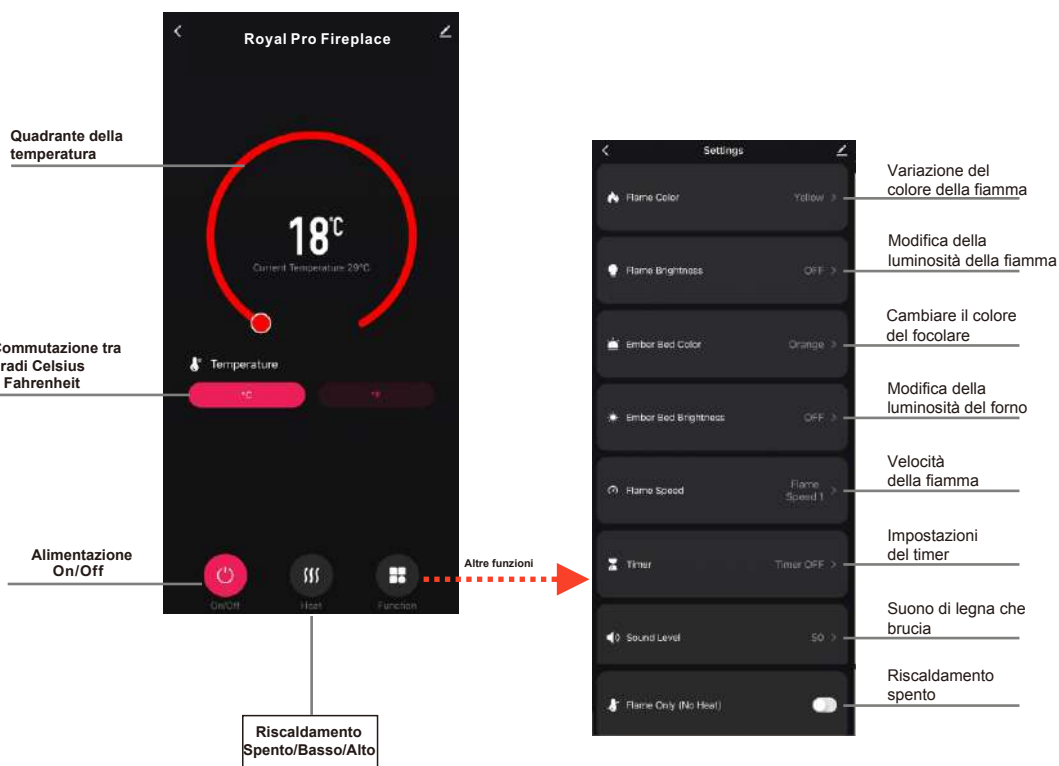 Royal Pro Fireplace
Quadrante della
temperatura
18°C
Current Temperature 29°C
Commutazione tra
radi Celsius
Fahrenheit
Temperature
°C
°F
Alimentazione
On/Off
On/Off
Heat
Function
Riscaldamento
Spento/Basso/Alto
Altre funzioni
Settings
Flame Color
Yellow
Variazione del
colore della fiamma
Flame Brightness
OFF
Modifica della
luminosità della fiamma
Ember Bed Color
Orange
Cambiare il colore
del focolare
Ember Bed Brightness
OFF
Modifica della
luminosità del forno
Flame Speed
Flame
Speed 1
Velocità
della fiamma
Timer
Timer OFF
Impostazioni
del timer
Sound Level
50
Suono di legna che
brucia
Flame Only (No Heat)
Riscaldamento
spento